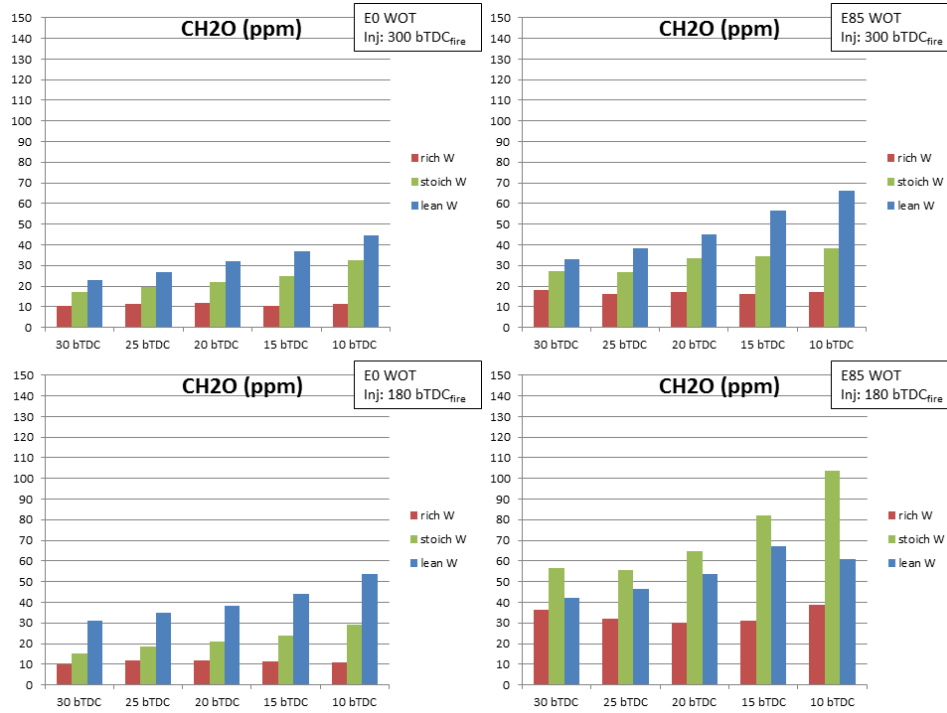 CH2O (ppm)
E0 WOT
Inj: 300 bTDCfire
150
140
130
120
110
100
90
80
70
60
50
40
30
20
10
0
30 bTDC 25 bTDC 20 bTDC 15 bTDC 10 bTDC
rich W
stoich W
lean W
CH2O (ppm)
E85 WOT
Inj: 300 bTDCfire
150
140
130
120
110
100
90
80
70
60
50
40
30
20
10
0
30 bTDC 25 bTDC 20 bTDC 15 bTDC 10 bTDC
rich W
stoich W
lean W
CH2O (ppm)
E0 WOT
Inj: 180 bTDCfire
150
140
130
120
110
100
90
80
70
60
50
40
30
20
10
0
30 bTDC 25 bTDC 20 bTDC 15 bTDC 10 bTDC
rich W
stoich W
lean W
CH2O (ppm)
E85 WOT
Inj: 180 bTDCfire
150
140
130
120
110
100
90
80
70
60
50
40
30
20
10
0
30 bTDC 25 bTDC 20 bTDC 15 bTDC 10 bTDC
rich W
stoich W
lean W